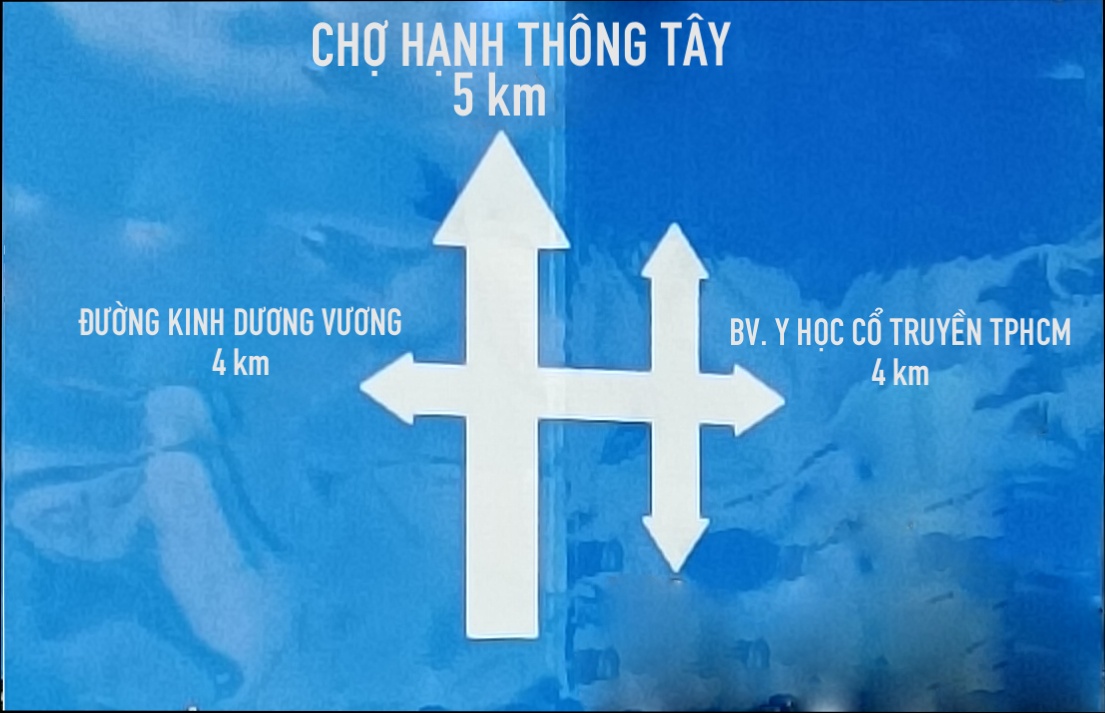 CHỢ HẠNH THÔNG TÂY
5 km
ĐƯỜNG KINH DƯƠNG VƯƠNG
4 km
BV. Y HỌC CỔ TRUYỀN TPHCM
4 km